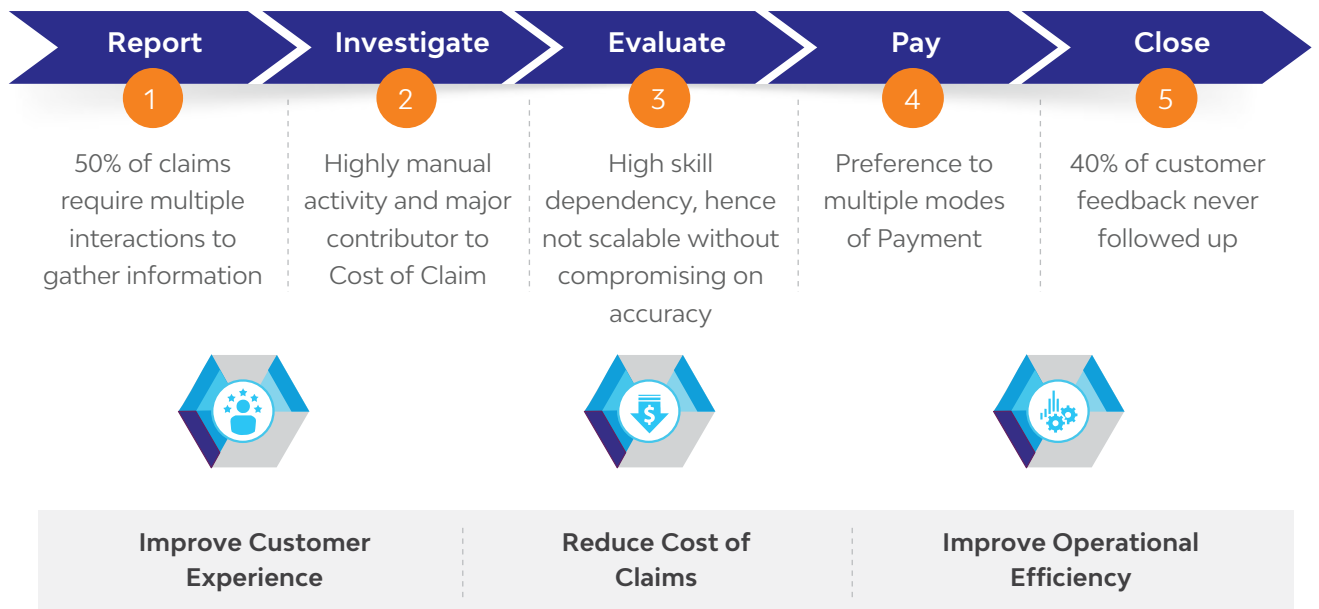 Report
Investigate
Evaluate
Pay
Close
1
2
3
4
5
50% of claims
require multiple
interactions to
gather information
Highly manual
activity and major
contributor to
Cost of Claim
High skill
dependency, hence
not scalable without
compromising on
accuracy
Preference to
multiple modes
of Payment
40% of customer
feedback never
followed up
$
Improve Customer
Experience
Reduce Cost of
Claims
Improve Operational
Efficiency